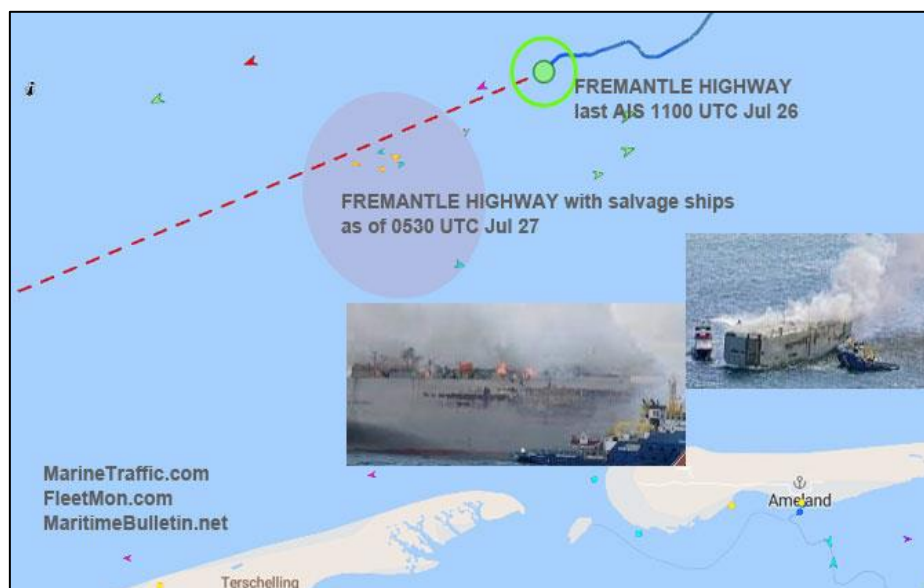 FREMANTLE HIGHWAY
last AIS 1100 UTC Jul 26
FREMANTLE HIGHWAY with salvage ships
as of 0530 UTC Jul 27
MarineTraffic.com
FleetMon.com
MaritimeBulletin.net
Ameland
Terschelling